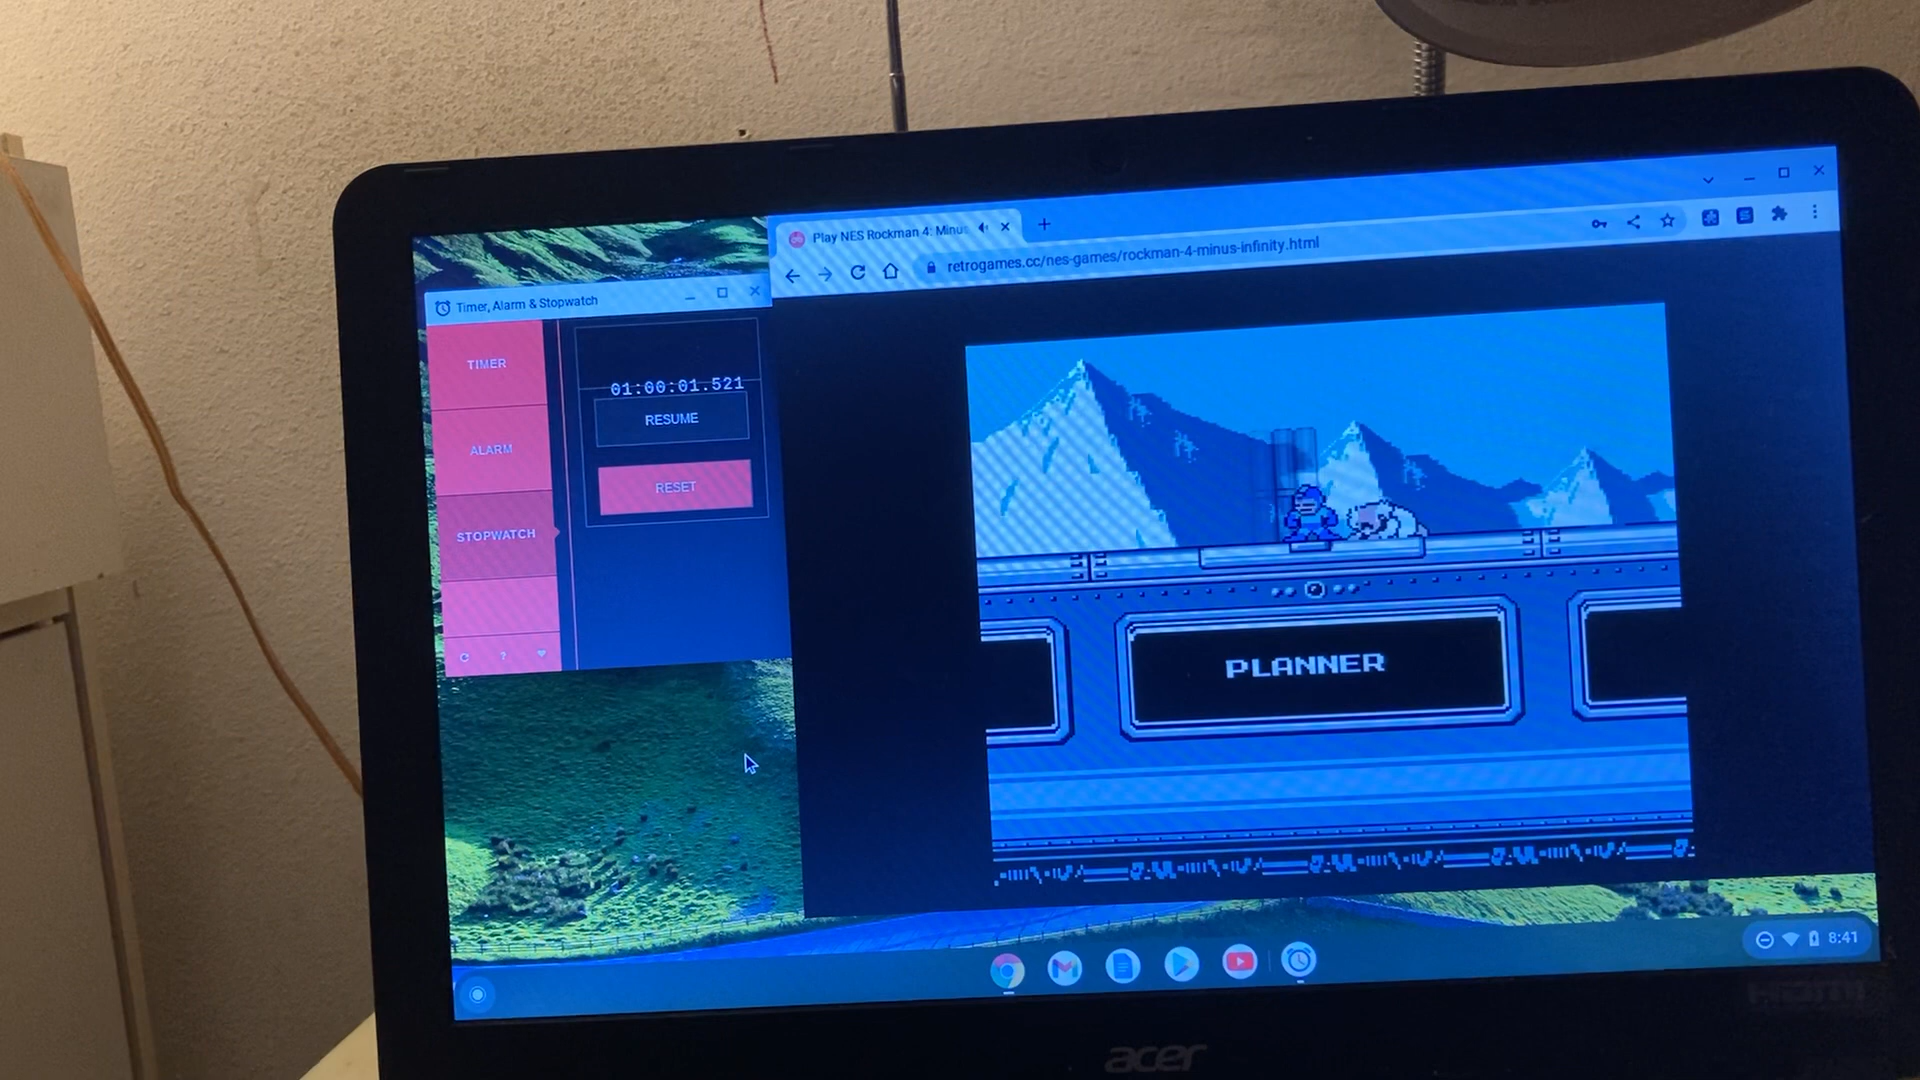 Play NES Rockman 4: Minus
retrogames.cc/nes-games/rockman-4-minus-infinity.html
Timer, Alarm & Stopwatch
TIMER
ALARM
STOPWATCH
01:00:01.521
RESUME
RESET
PLANNER
8:41
acer